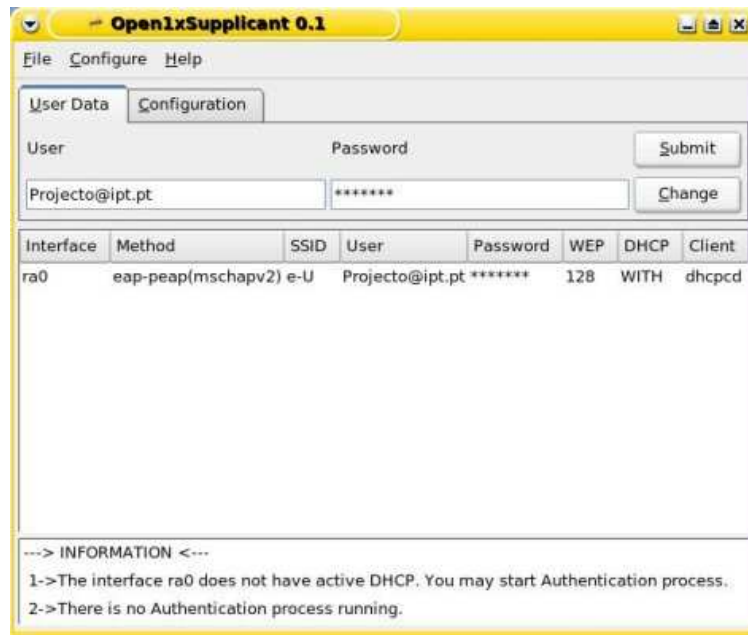 Open1xSupplicant 0.1
File Configure Help
User Data Configuration
User Password Submit
Projecto@ipt.pt ******* Change
Interface Method SSID User Password WEP DHCP Client
ra0 eap-peap(mschapv2) e-U Projecto@ipt.pt ******* 128 WITH dhcpcd
---> INFORMATION <---
1->The interface ra0 does not have active DHCP. You may start Authentication process.
2->There is no Authentication process running.